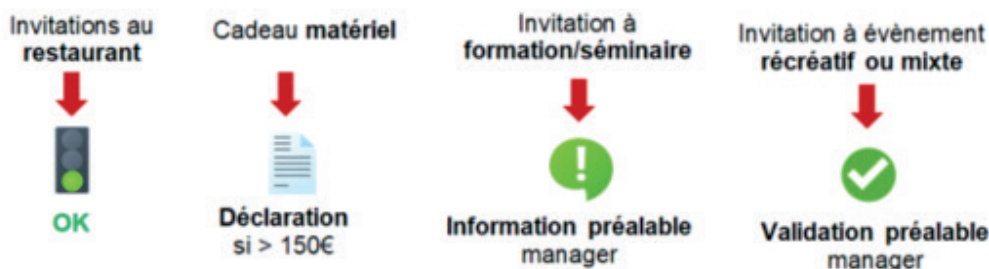 Invitations au
restaurant
OK
Cadeau matériel
Déclaration
si > 150€
Invitation à
formation/séminaire
!
Information préalable
manager
Invitation à évènement
récréatif ou mixte
Validation préalable
manager